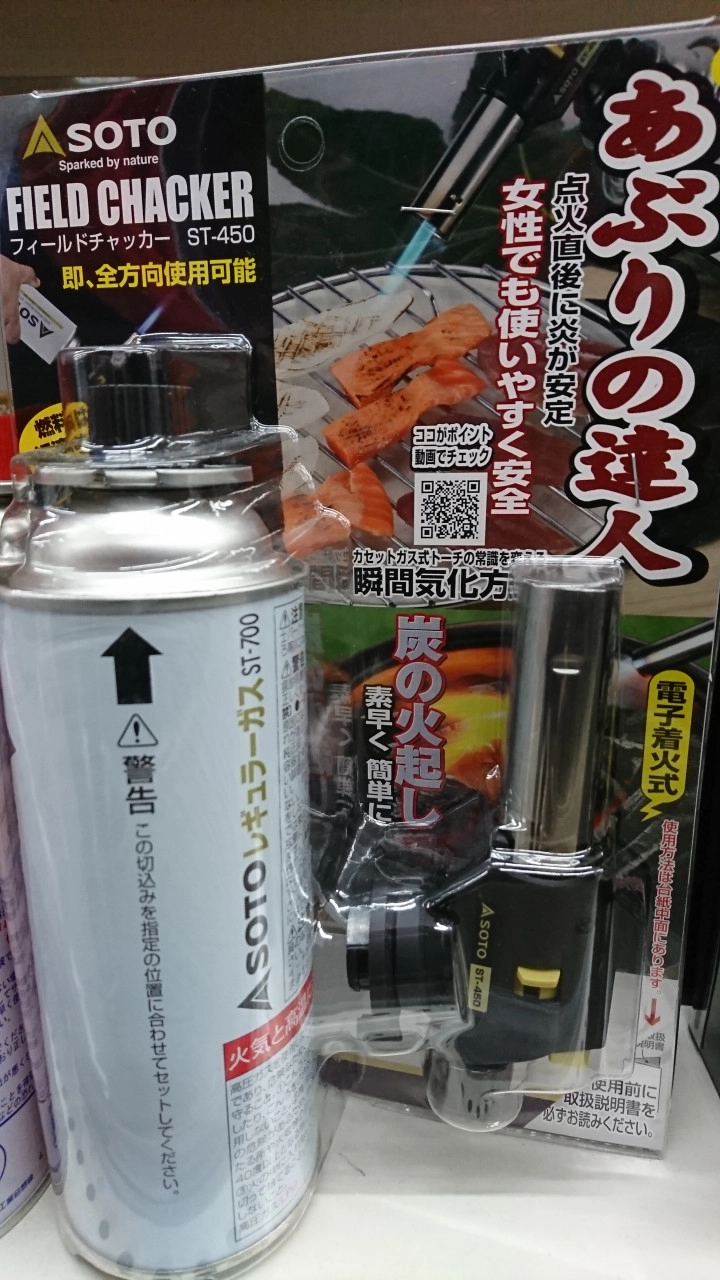 SOTO
Sparked by nature
FIELD CHACKER
フィールドチャッカー ST-450
即、全方向使用可能
SOTO
あぶりの達人
点火直後に炎が安定
女性でも使いやすく安全
ココがポイント
動画でチェック
カセットガス式トーチの常識を変える
瞬間気化方
炭の火起し
素早く 簡単に
電子着火式
使用方法は台紙中面にあります。
使用前に
取扱説明書を
必ずお読みください。
SOTO ST-450
警告
この切込みを指定の位置に合わせてセットしてください。
SOTOレギュラーガス ST-700
火気と高温に